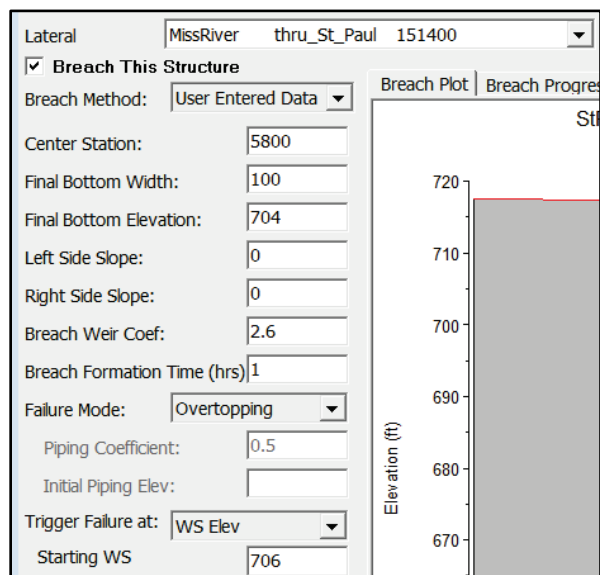 Lateral MissRiver thru_St_Paul 151400
Breach This Structure
Breach Method: User Entered Data
Center Station: 5800
Final Bottom Width: 100
Final Bottom Elevation: 704
Left Side Slope: 0
Right Side Slope: 0
Breach Weir Coef: 2.6
Breach Formation Time (hrs) 1
Failure Mode: Overtopping
Piping Coefficient: 0.5
Initial Piping Elev:
Trigger Failure at: WS Elev
Starting WS 706
Breach Plot Breach Progres
StP
720
710
700
690
680
670
Elevation (ft)